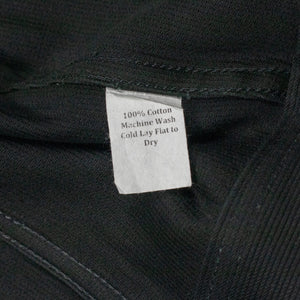 100% Cotton
Machine Wash
Cold Lay Flat to
Dry